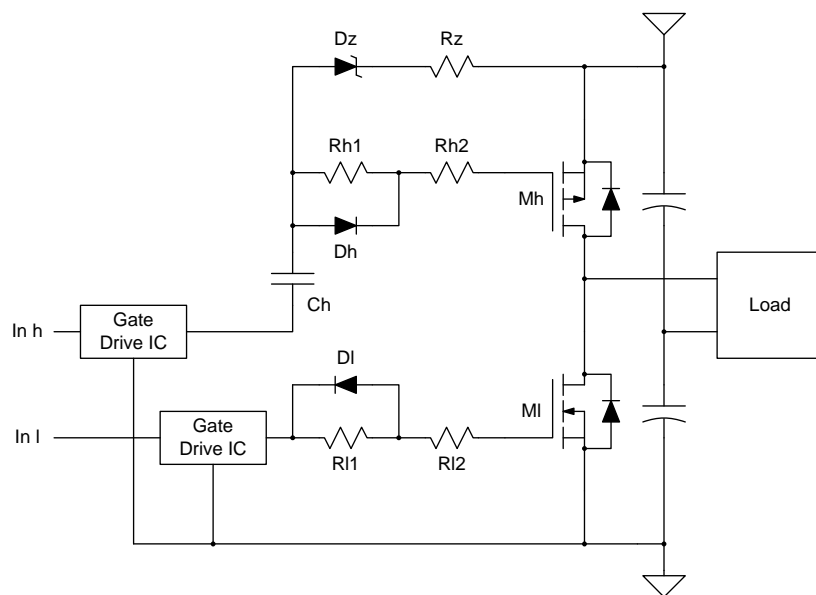 Dz
Rz
Rh1
Rh2
Mh
Dh
Ch
In h
Gate
Drive IC
Load
Dl
Ml
In l
Gate
Drive IC
Rl1
Rl2